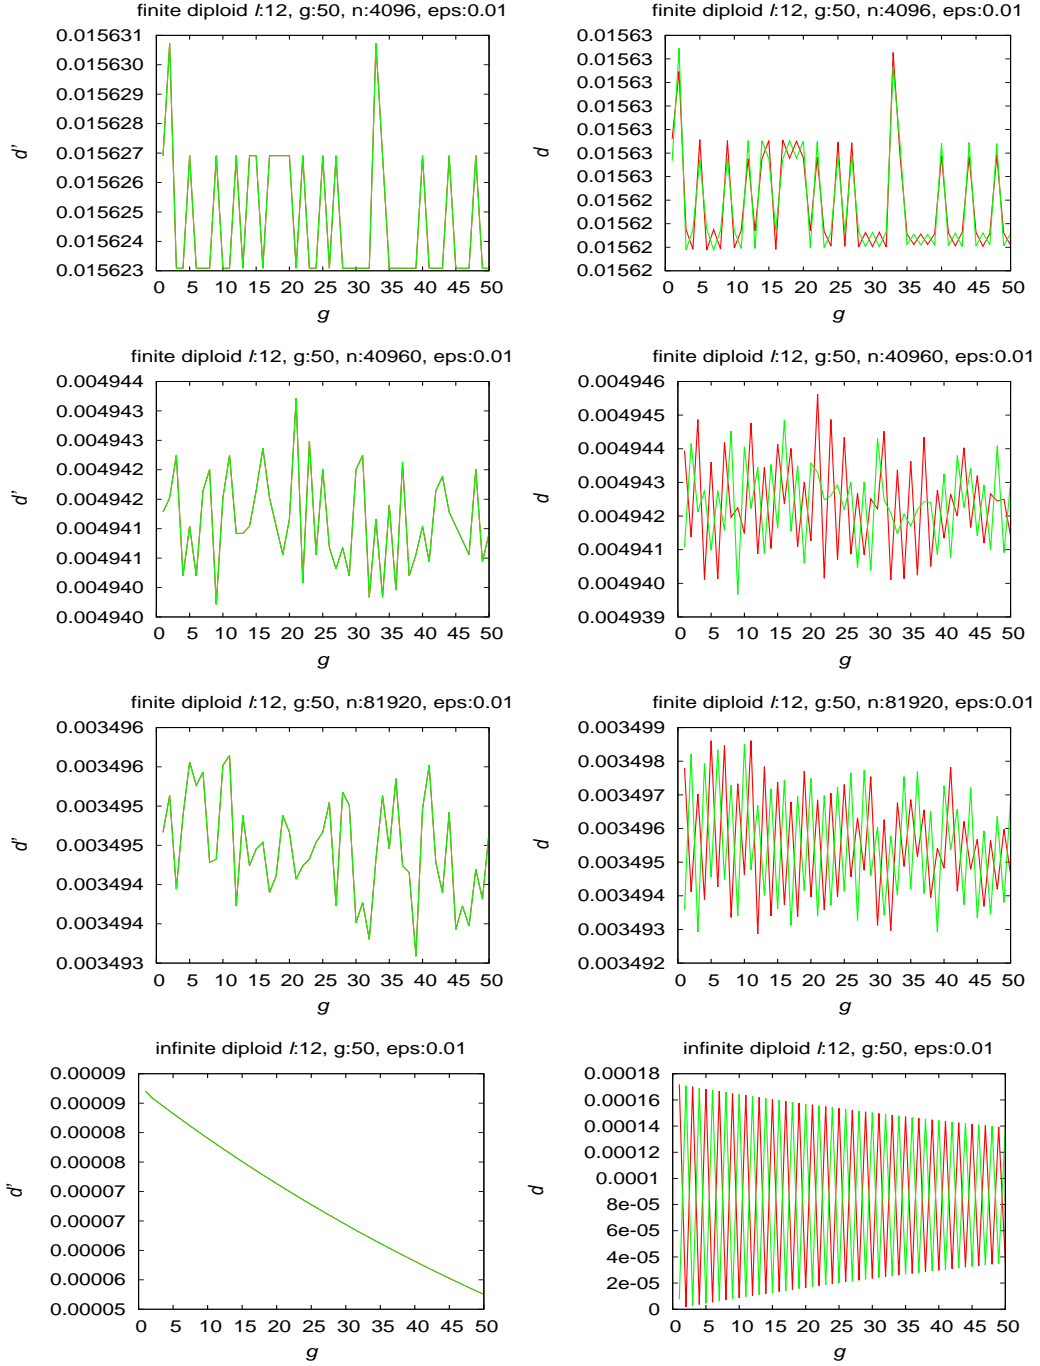 finite diploid l:12, g:50, n:4096, eps:0.01
0.015631
0.015630
0.015629
0.015628
0.015627
0.015626
0.015625
0.015624
0.015623
d'
0 5 10 15 20 25 30 35 40 45 50
g
finite diploid l:12, g:50, n:4096, eps:0.01
0.01563
0.01563
0.01563
0.01563
0.01563
0.01563
0.01563
0.01562
0.01562
0.01562
0.01562
d
0 5 10 15 20 25 30 35 40 45 50
g
finite diploid l:12, g:50, n:40960, eps:0.01
0.004944
0.004943
0.004943
0.004942
0.004942
0.004941
0.004941
0.004940
0.004940
d'
0 5 10 15 20 25 30 35 40 45 50
g
finite diploid l:12, g:50, n:40960, eps:0.01
0.004946
0.004945
0.004944
0.004943
0.004942
0.004941
0.004940
0.004939
d
0 5 10 15 20 25 30 35 40 45 50
g
finite diploid l:12, g:50, n:81920, eps:0.01
0.003496
0.003496
0.003495
0.003495
0.003494
0.003494
0.003493
d'
0 5 10 15 20 25 30 35 40 45 50
g
finite diploid l:12, g:50, n:81920, eps:0.01
0.003499
0.003498
0.003497
0.003496
0.003495
0.003494
0.003493
0.003492
d
0 5 10 15 20 25 30 35 40 45 50
g
infinite diploid l:12, g:50, eps:0.01
0.00009
0.00009
0.00008
0.00008
0.00007
0.00007
0.00006
0.00006
0.00005
d'
0 5 10 15 20 25 30 35 40 45 50
g
infinite diploid l:12, g:50, eps:0.01
0.00018
0.00016
0.00014
0.00012
0.0001
8e-05
6e-05
4e-05
2e-05
0
d
0 5 10 15 20 25 30 35 40 45 50
g